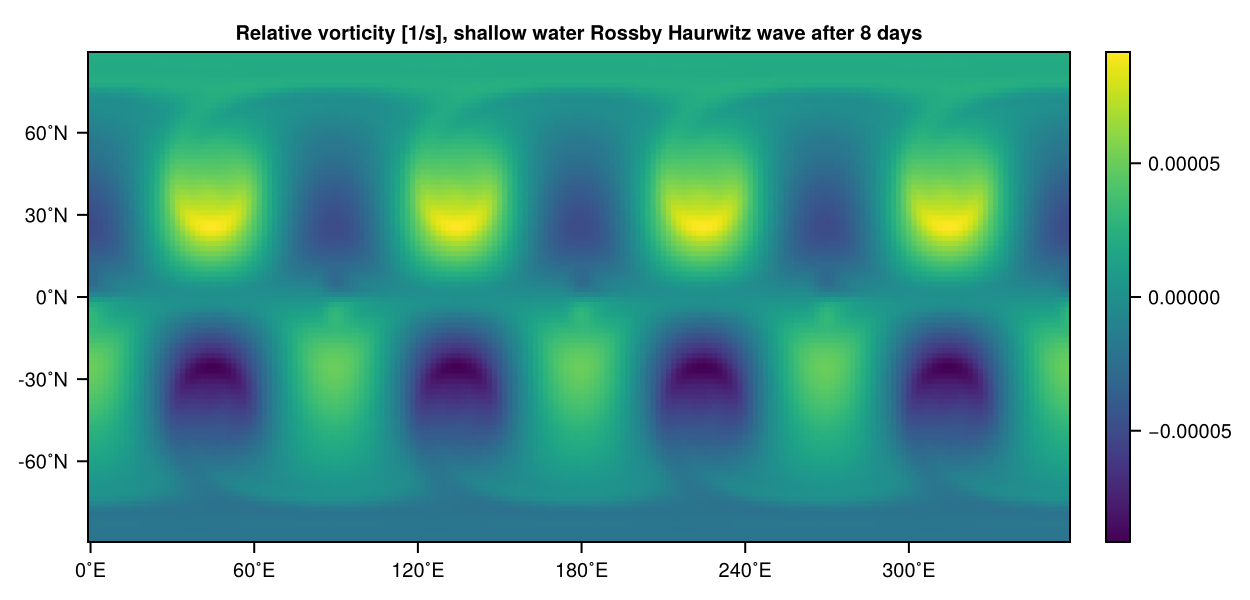 Relative vorticity [1/s], shallow water Rossby Haurwitz wave after 8 days
60˚N
30˚N
0˚N
-30˚N
-60˚N
0˚E
60˚E
120˚E
180˚E
240˚E
300˚E
0.00005
0.00000
−0.00005